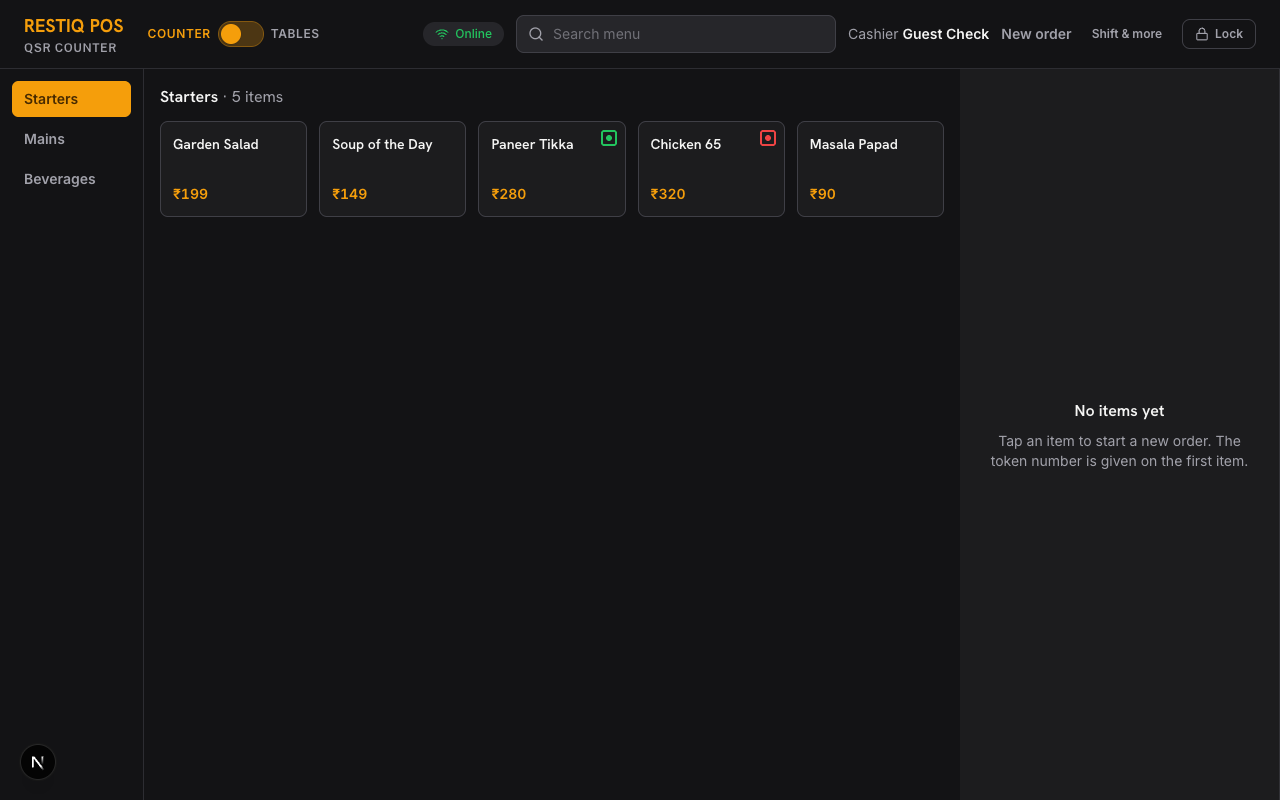 RESTIQ POS
QSR COUNTER
COUNTER
TABLES
Online
Search menu
Cashier Guest Check
New order
Shift & more
Lock
Starters
Mains
Beverages
Starters · 5 items
Garden Salad
₹199
Soup of the Day
₹149
Paneer Tikka
₹280
Chicken 65
₹320
Masala Papad
₹90
No items yet
Tap an item to start a new order. The
token number is given on the first item.
N